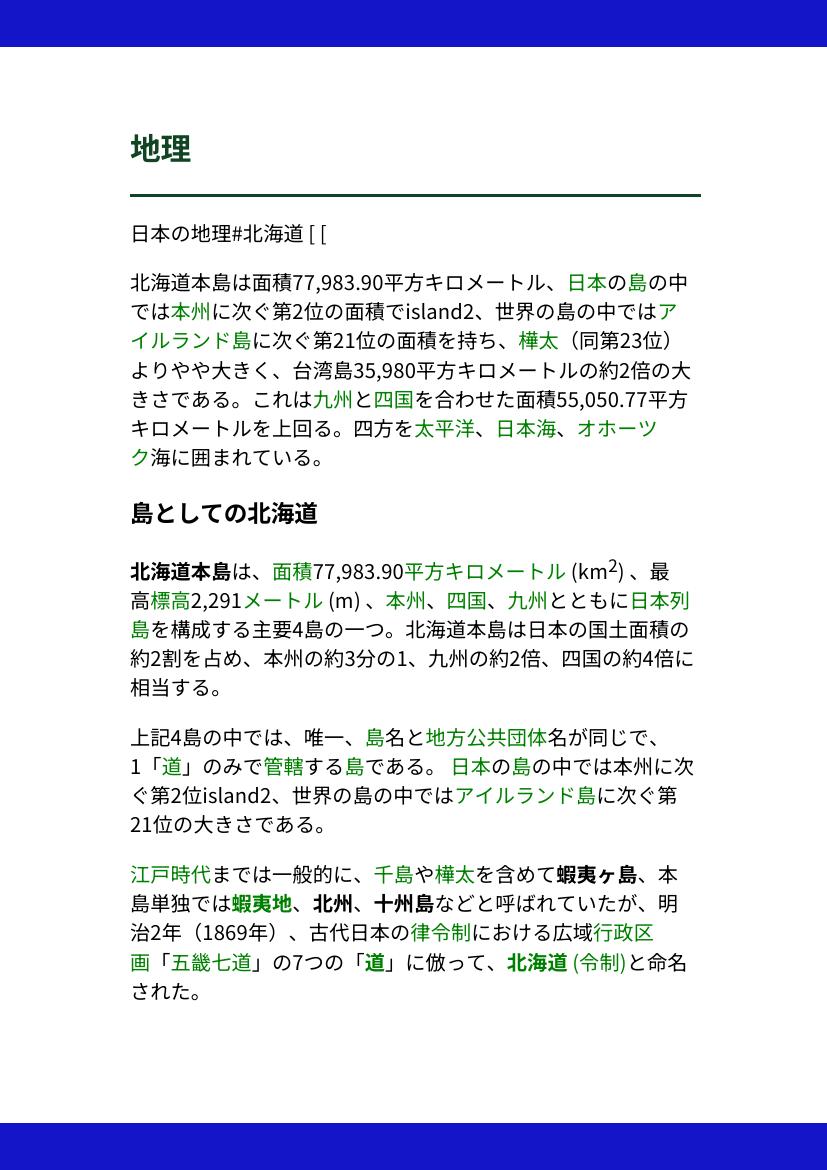 地理
日本の地理#北海道 [ [
北海道本島は面積77,983.90平方キロメートル、日本の島の中
では本州に次ぐ第2位の面積でisland2、世界の島の中ではア
イルランド島に次ぐ第21位の面積を持ち、樺太（同第23位）
よりやや大きく、台湾島35,980平方キロメートルの約2倍の大
きさである。これは九州と四国を合わせた面積55,050.77平方
キロメートルを上回る。四方を太平洋、日本海、オホーツ
ク海に囲まれている。
島としての北海道
北海道本島は、面積77,983.90平方キロメートル (km2) 、最
高標高2,291メートル (m) 、本州、四国、九州とともに日本列
島を構成する主要4島の一つ。北海道本島は日本の国土面積の
約2割を占め、本州の約3分の1、九州の約2倍、四国の約4倍に
相当する。
上記4島の中では、唯一、島名と地方公共団体名が同じで、
1「道」のみで管轄する島である。 日本の島の中では本州に次
ぐ第2位island2、世界の島の中ではアイルランド島に次ぐ第
21位の大きさである。
江戸時代までは一般的に、千島や樺太を含めて蝦夷ヶ島、本
島単独では蝦夷地、北州、十州島などと呼ばれていたが、明
治2年（1869年）、古代日本の律令制における広域行政区
画「五畿七道」の7つの「道」に倣って、北海道 (令制)と命名
された。